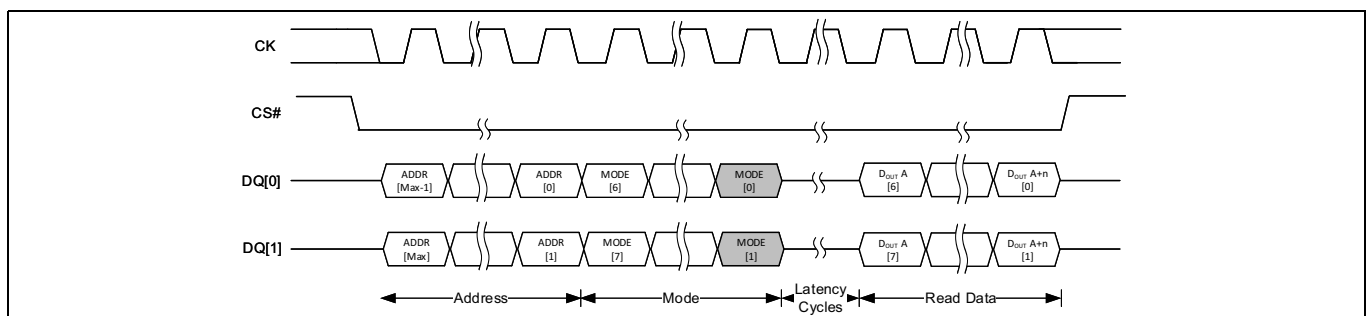 CK
CS#
DQ[0]
ADDR [Max-1]
ADDR [0]
MODE [6]
MODE [0]
DOUT A [6]
DOUT A+n [0]
DQ[1]
ADDR [Max]
ADDR [1]
MODE [7]
MODE [1]
DOUT A [7]
DOUT A+n [1]
Address
Mode
Latency Cycles
Read Data